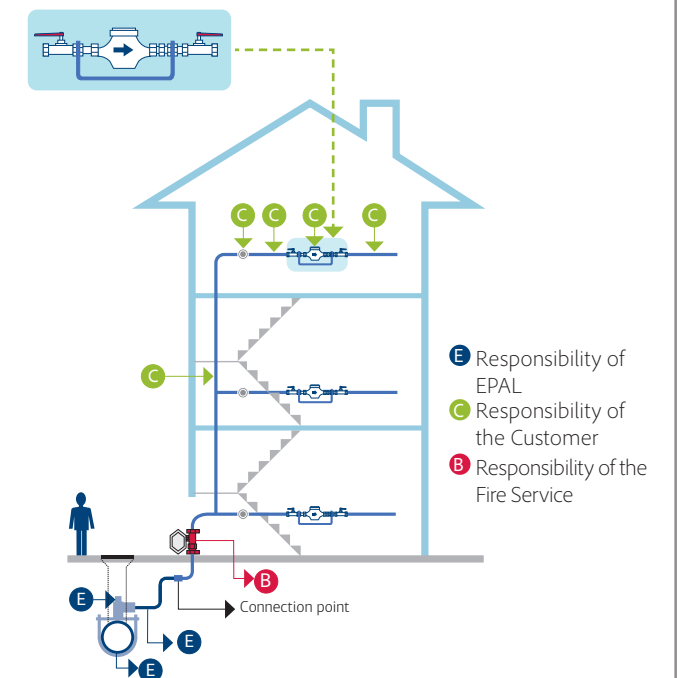 C C C C
C
E Responsibility of
EPAL
C Responsibility of
the Customer
B Responsibility of the
Fire Service
B
E
Connection point
E
E